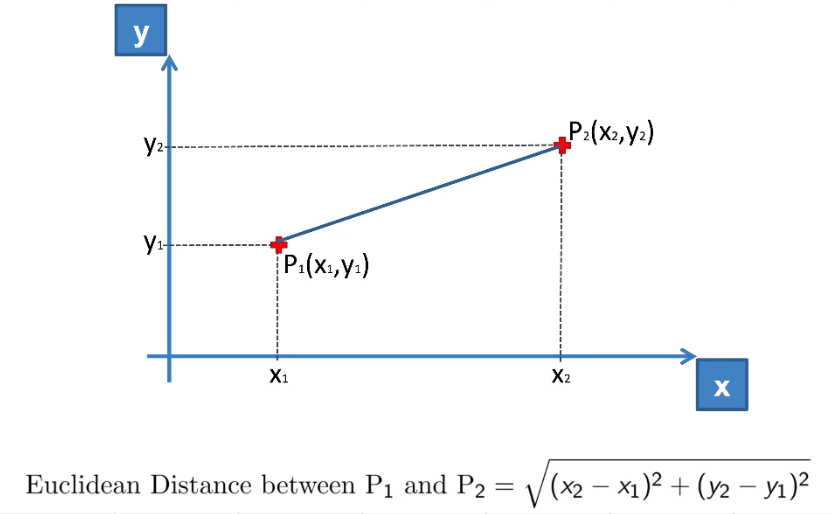 y
y₂
P₂(x₂,y₂)
y₁
P₁(x₁,y₁)
x₁
x₂
x
Euclidean Distance between P₁ and P₂ = √((x₂ − x₁)² + (y₂ − y₁)²)